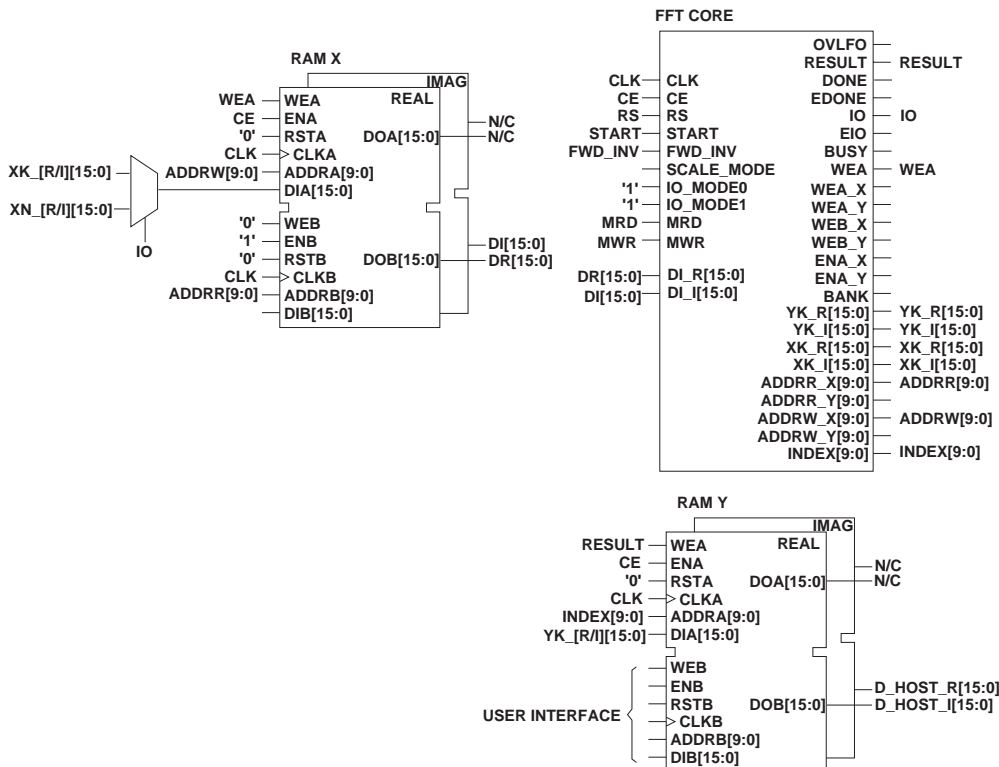 FFT CORE
OVLFO
RESULT RESULT
CLK CLK DONE
CE CE EDONE
RS RS IO IO
START START EIO
FWD_INV FWD_INV BUSY
SCALE_MODE WEA WEA
'1' IO_MODE0 WEA_X
'1' IO_MODE1 WEA_Y
MRD MRD WEB_X
MWR MWR WEB_Y
ENA_X
DR[15:0] DI_R[15:0] ENA_Y
DI[15:0] DI_I[15:0] BANK
YK_R[15:0] YK_R[15:0]
YK_I[15:0] YK_I[15:0]
XK_R[15:0] XK_R[15:0]
XK_I[15:0] XK_I[15:0]
ADDRR_X[9:0] ADDRR[9:0]
ADDRR_Y[9:0]
ADDRW_X[9:0] ADDRW[9:0]
ADDRW_Y[9:0]
INDEX[9:0] INDEX[9:0]
RAM X
IMAG
WEA WEA REAL
CE ENA N/C
'0' RSTA DOA[15:0] N/C
CLK CLKA
ADDRW[9:0] ADDRA[9:0]
XK_[R/I][15:0] DIA[15:0]
XN_[R/I][15:0]
IO
'0' WEB
'1' ENB DI[15:0]
'0' RSTB DOB[15:0] DR[15:0]
CLK CLKB
ADDRR[9:0] ADDRB[9:0]
DIB[15:0]
RAM Y
IMAG
RESULT WEA REAL
CE ENA N/C
'0' RSTA DOA[15:0] N/C
CLK CLKA
INDEX[9:0] ADDRA[9:0]
YK_[R/I][15:0] DIA[15:0]
WEB
ENB D_HOST_R[15:0]
RSTB DOB[15:0] D_HOST_I[15:0]
USER INTERFACE CLKB
ADDRB[9:0]
DIB[15:0]